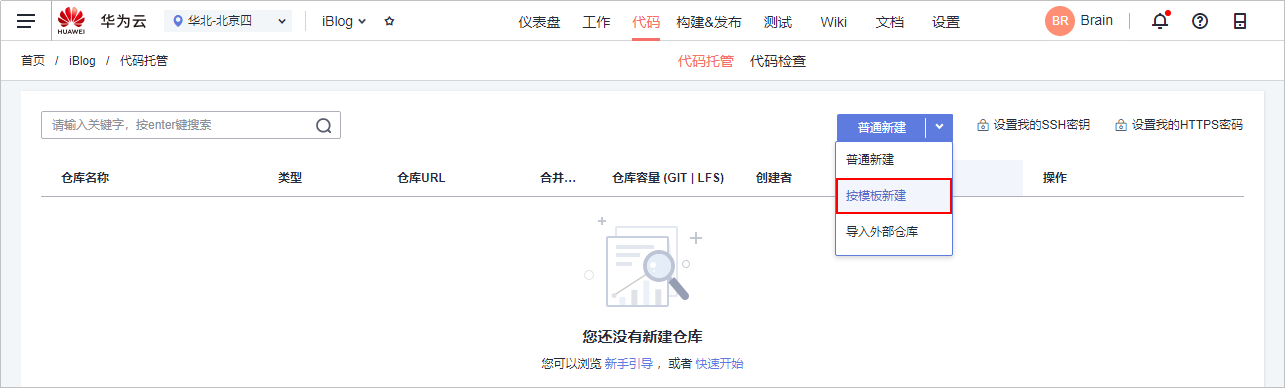 HUAWEI 华为云 华北-北京四 iBlog 仪表盘 工作 代码 构建&发布 测试 Wiki 文档 设置 BR Brain
首页 / iBlog / 代码托管 代码托管 代码检查
请输入关键字，按enter键搜索 普通新建 设置我的SSH密钥 设置我的HTTPS密码
普通新建
仓库名称 类型 仓库URL 合并... 仓库容量 (GIT | LFS) 创建者 操作
按模板新建
导入外部仓库
您还没有新建仓库
您可以浏览 新手引导 ，或者 快速开始